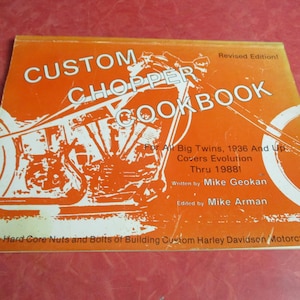 Revised Edition!
CUSTOM
CHOPPER
COOKBOOK
For All Big Twins, 1936 And Up
Covers Evolution
Thru 1988!
Written by Mike Geokan
Edited by Mike Arman
Hard Core Nuts and Bolts of Building Custom Harley Davidson